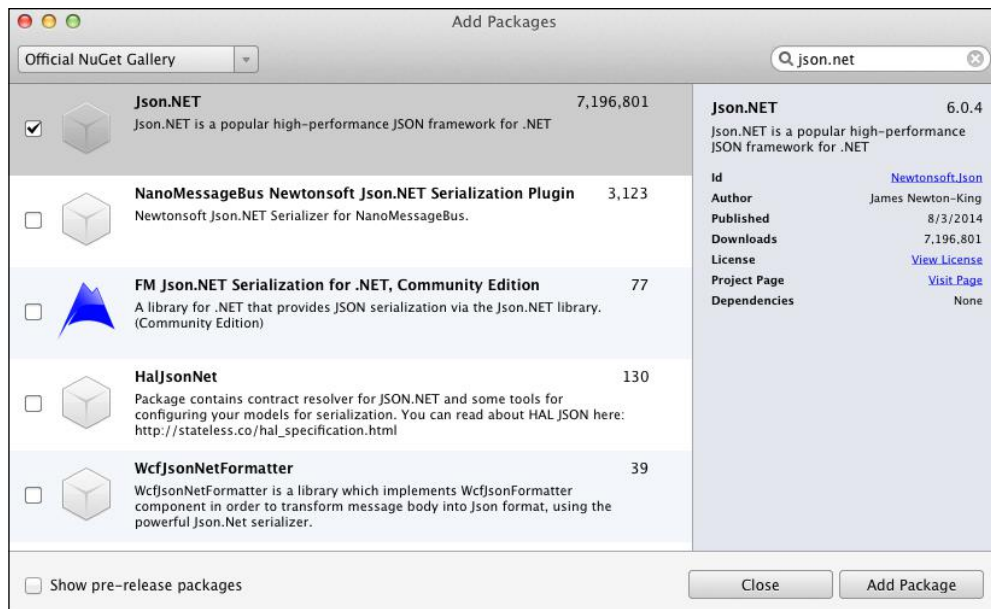 Add Packages
Official NuGet Gallery
json.net
Json.NET 7,196,801
Json.NET is a popular high-performance JSON framework for .NET
NanoMessageBus Newtonsoft Json.NET Serialization Plugin 3,123
Newtonsoft Json.NET Serializer for NanoMessageBus.
FM Json.NET Serialization for .NET, Community Edition 77
A library for .NET that provides JSON serialization via the Json.NET library.
(Community Edition)
HalJsonNet 130
Package contains contract resolver for JSON.NET and some tools for
configuring your models for serialization. You can read about HAL JSON here:
http://stateless.co/hal_specification.html
WcfJsonNetFormatter 39
WcfJsonNetFormatter is a library which implements WcfJsonFormatter
component in order to transform message body into Json format, using the
powerful Json.Net serializer.
Json.NET 6.0.4
Json.NET is a popular high-performance
JSON framework for .NET
Id Newtonsoft.Json
Author James Newton-King
Published 8/3/2014
Downloads 7,196,801
License View License
Project Page Visit Page
Dependencies None
Show pre-release packages
Close
Add Package